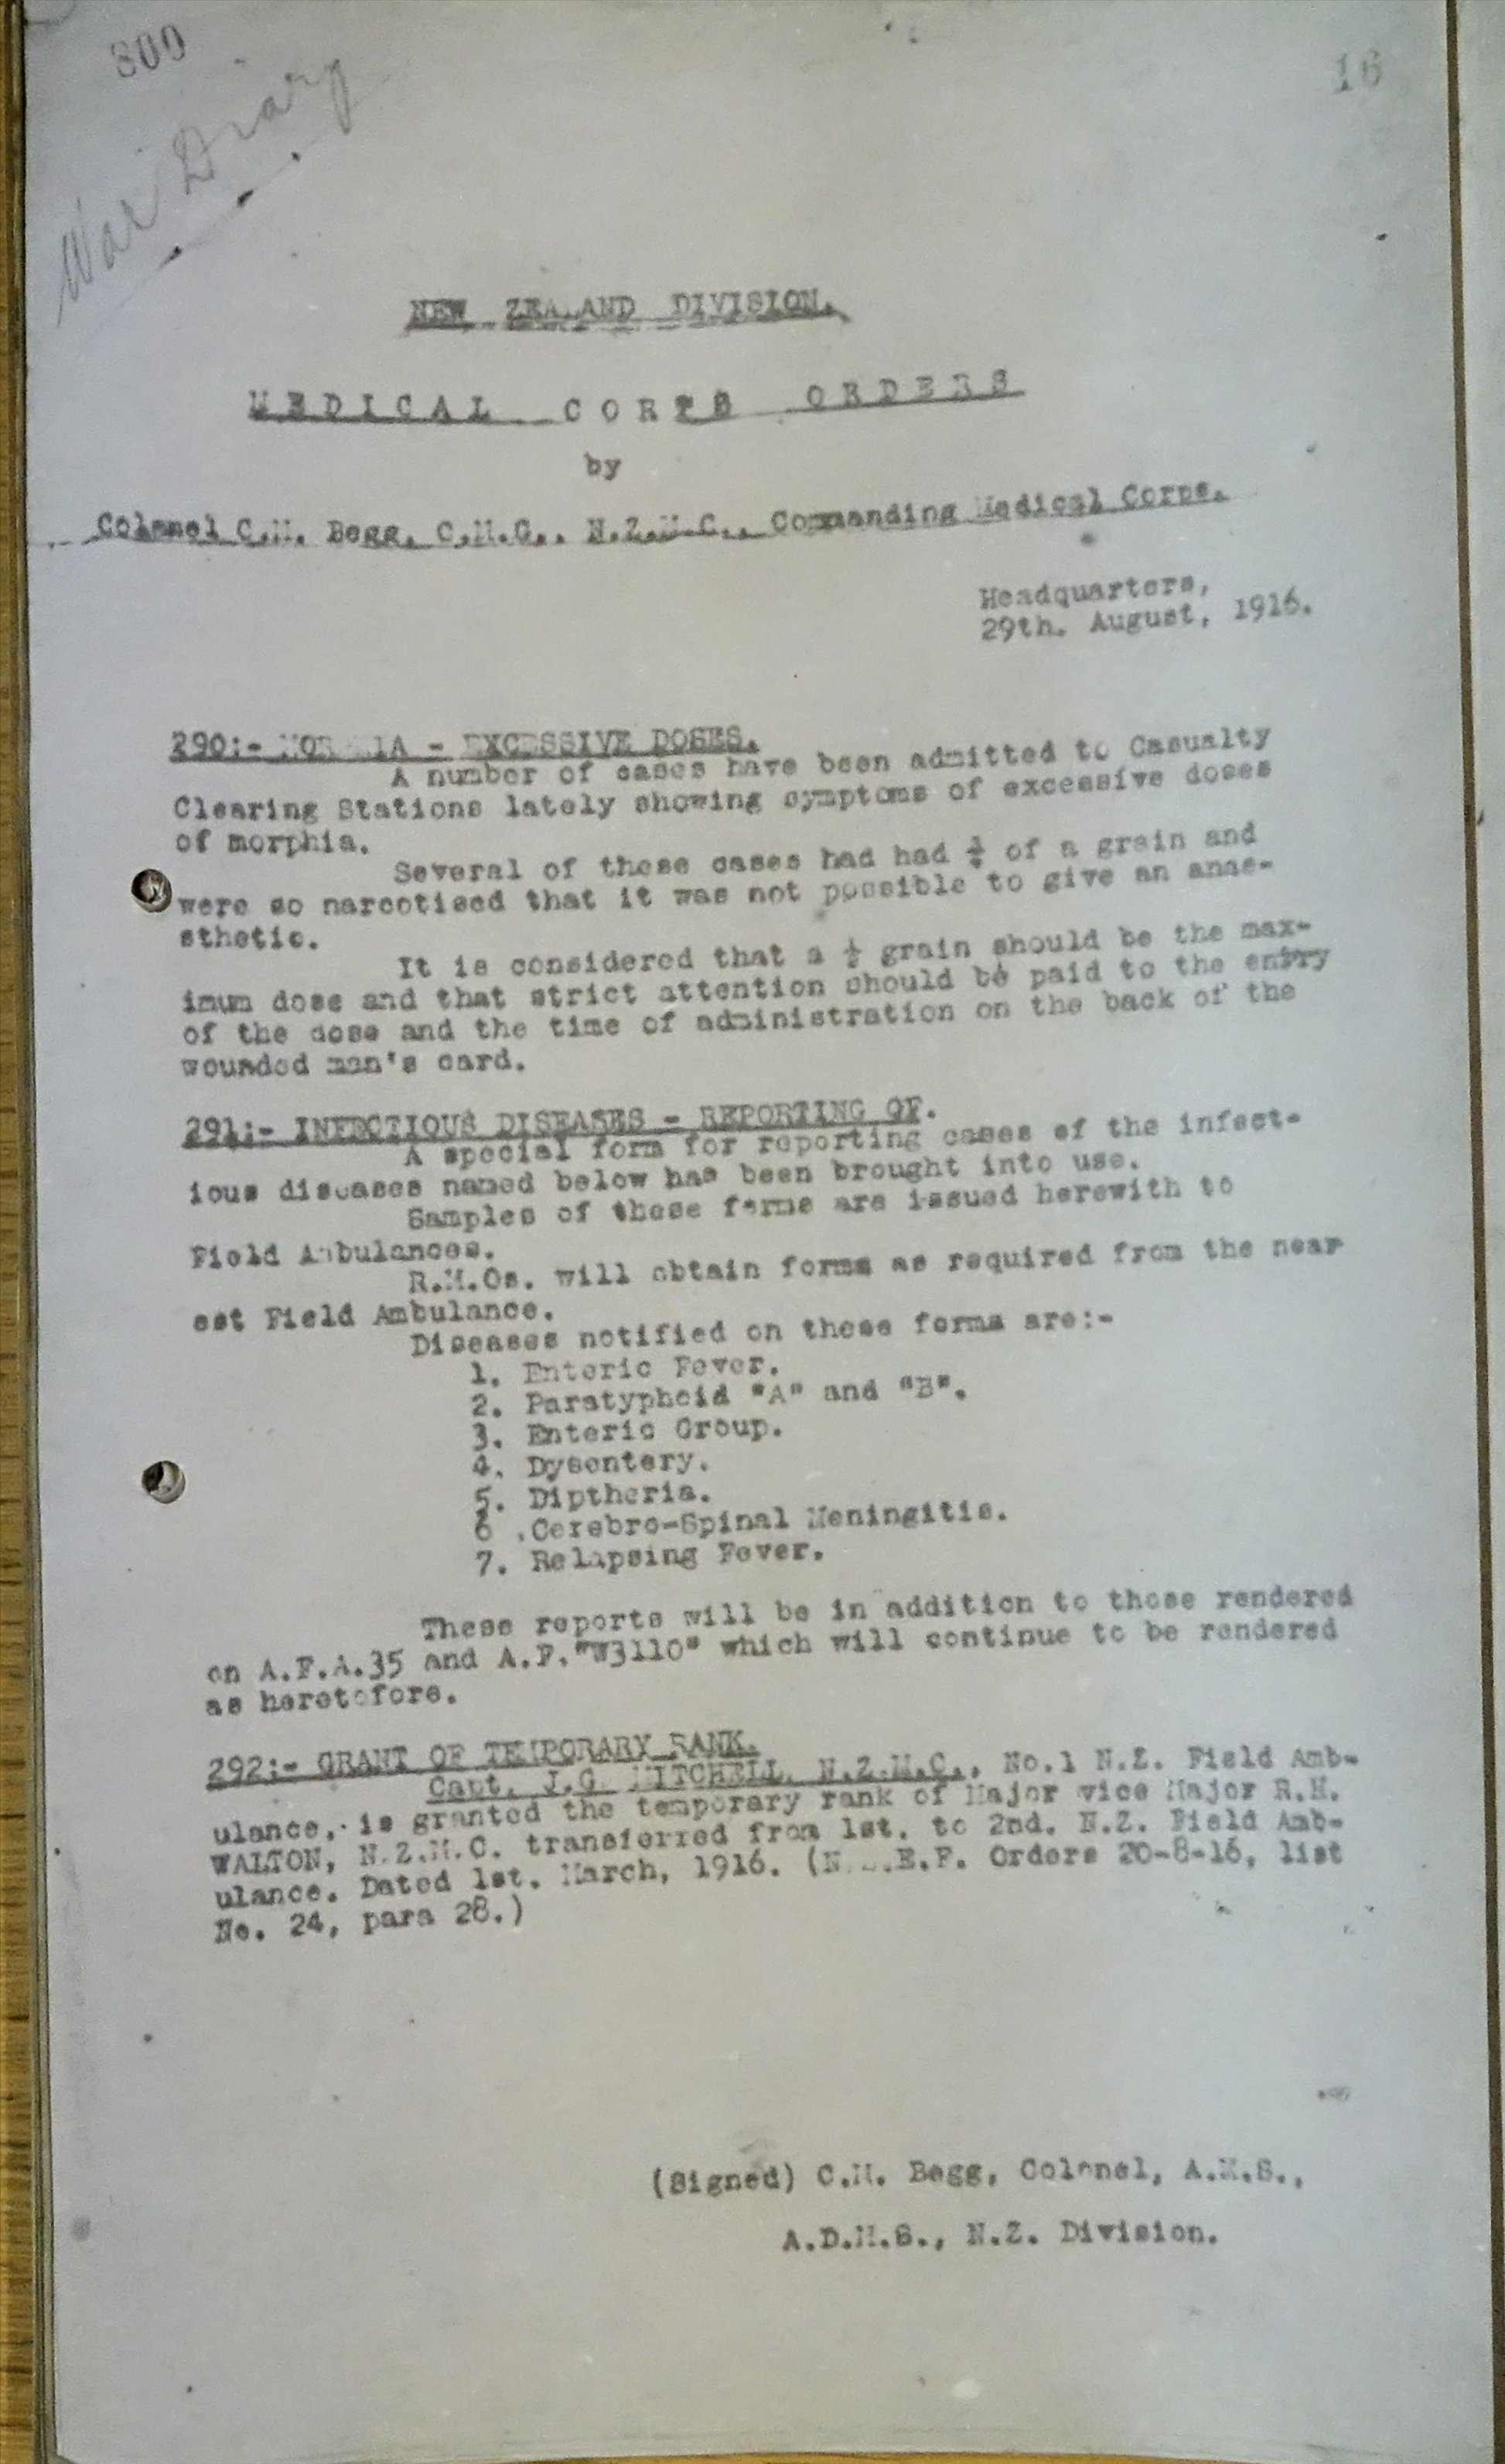 300
16
War Diary
NEW ZEALAND DIVISION.
MEDICAL CORPS ORDERS
by
Colonel C.M. Begg, C.M.G., N.Z.M.C., Commanding Medical Corps.
Headquarters,
29th. August, 1916.
290:- MORPHIA - EXCESSIVE DOSES.
A number of cases have been admitted to Casualty
Clearing Stations lately showing symptoms of excessive doses
of morphia.
Several of these cases had had ¾ of a grain and
were so narcotised that it was not possible to give an anae-
sthetic.
It is considered that a ½ grain should be the max-
imum dose and that strict attention should be paid to the entry
of the dose and the time of administration on the back of the
wounded man's card.
291:- INFECTIOUS DISEASES - REPORTING OF.
A special form for reporting cases of the infect-
ious diseases named below has been brought into use.
Samples of these forms are issued herewith to
Field Ambulances.
R.M.Os. will obtain forms as required from the near
est Field Ambulance.
Diseases notified on these forms are:-
1. Enteric Fever.
2. Paratyphoid "A" and "B".
3. Enteric Group.
4. Dysentery.
5. Diptheria.
6 .Cerebro-Spinal Meningitis.
7. Relapsing Fever.
These reports will be in addition to those rendered
on A.F.A.35 and A.F."W3110" which will continue to be rendered
as heretofore.
292:- GRANT OF TEMPORARY RANK.
Capt. J.G. MITCHELL, N.Z.M.C., No.1 N.Z. Field Amb-
ulance, is granted the temporary rank of Major vice Major R.H.
WALTON, N.Z.M.C. transferred from 1st. to 2nd. N.Z. Field Amb-
ulance. Dated 1st. March, 1916. (N.Z.E.F. Orders 20-8-16, list
No. 24, para 28.)
(Signed) C.M. Begg, Colonel, A.M.S.,
A.D.M.S., N.Z. Division.